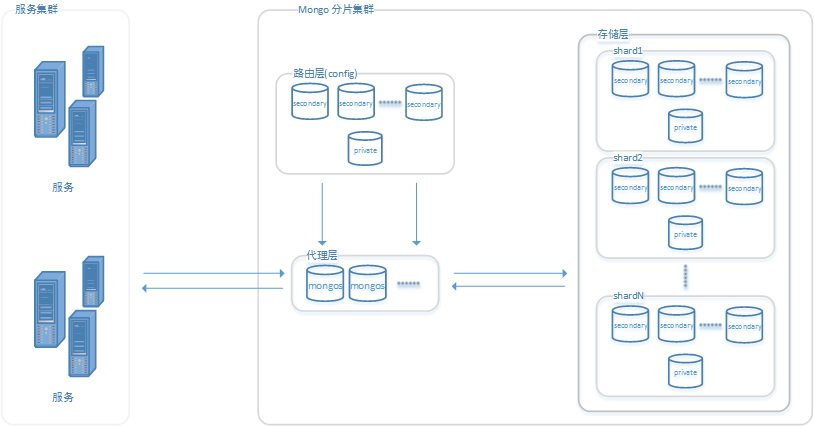 服务集群
服务
服务
Mongo 分片集群
路由层(config)
secondary
secondary
secondary
private
代理层
mongos
mongos
存储层
shard1
secondary
secondary
secondary
private
shard2
secondary
secondary
secondary
private
shardN
secondary
secondary
secondary
private